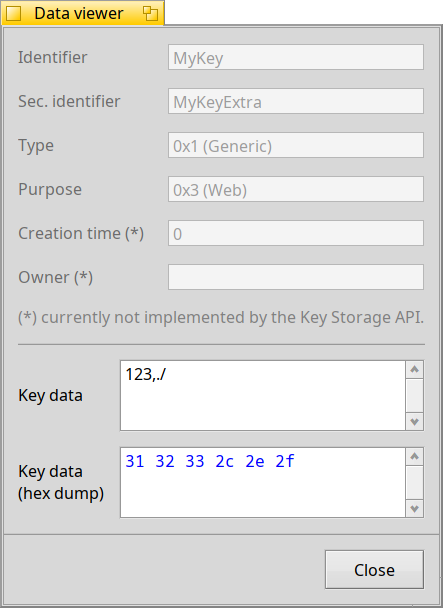 Data viewer
Identifier MyKey
Sec. identifier MyKeyExtra
Type 0x1 (Generic)
Purpose 0x3 (Web)
Creation time (*) 0
Owner (*)
(*) currently not implemented by the Key Storage API.
Key data 123,./
Key data
(hex dump)
31 32 33 2c 2e 2f
Close